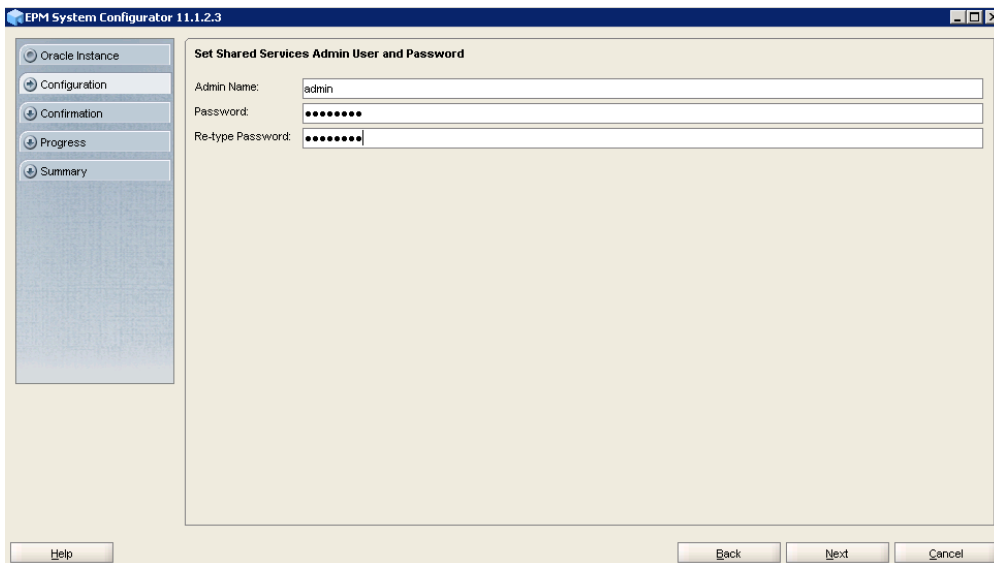 EPM System Configurator 11.1.2.3
Oracle Instance
Configuration
Confirmation
Progress
Summary
Set Shared Services Admin User and Password
Admin Name: admin
Password: ●●●●●●●●
Re-type Password: ●●●●●●●●
Help Back Next Cancel